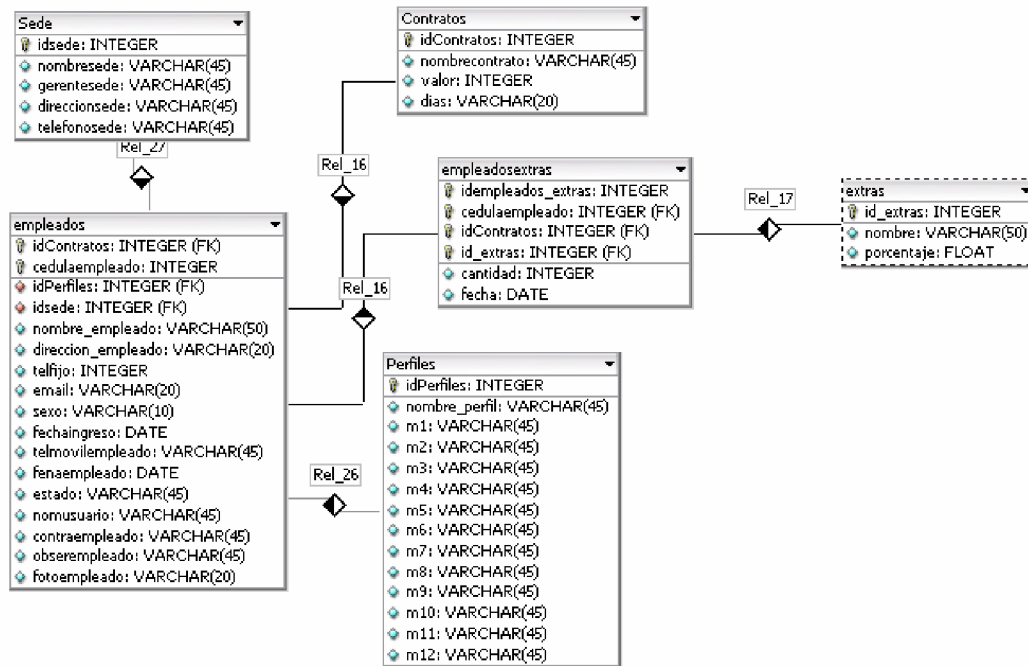 Sede
idsede: INTEGER
nombresede: VARCHAR(45)
gerentesede: VARCHAR(45)
direccionsede: VARCHAR(45)
telefonosede: VARCHAR(45)
Rel_27
Contratos
idContratos: INTEGER
nombrecontrato: VARCHAR(45)
valor: INTEGER
dias: VARCHAR(20)
Rel_16
empleadosextras
idempleados_extras: INTEGER
cedulaempleado: INTEGER (FK)
idContratos: INTEGER (FK)
id_extras: INTEGER (FK)
cantidad: INTEGER
fecha: DATE
Rel_17
extras
id_extras: INTEGER
nombre: VARCHAR(50)
porcentaje: FLOAT
empleados
idContratos: INTEGER (FK)
cedulaempleado: INTEGER
idPerfiles: INTEGER (FK)
idsede: INTEGER (FK)
nombre_empleado: VARCHAR(50)
direccion_empleado: VARCHAR(20)
telfijo: INTEGER
email: VARCHAR(20)
sexo: VARCHAR(10)
fechaingreso: DATE
telmovilempleado: VARCHAR(45)
fenaempleado: DATE
estado: VARCHAR(45)
nomusuario: VARCHAR(45)
contraempleado: VARCHAR(45)
obserempleado: VARCHAR(45)
fotoempleado: VARCHAR(20)
Rel_16
Rel_26
Perfiles
idPerfiles: INTEGER
nombre_perfil: VARCHAR(45)
m1: VARCHAR(45)
m2: VARCHAR(45)
m3: VARCHAR(45)
m4: VARCHAR(45)
m5: VARCHAR(45)
m6: VARCHAR(45)
m7: VARCHAR(45)
m8: VARCHAR(45)
m9: VARCHAR(45)
m10: VARCHAR(45)
m11: VARCHAR(45)
m12: VARCHAR(45)